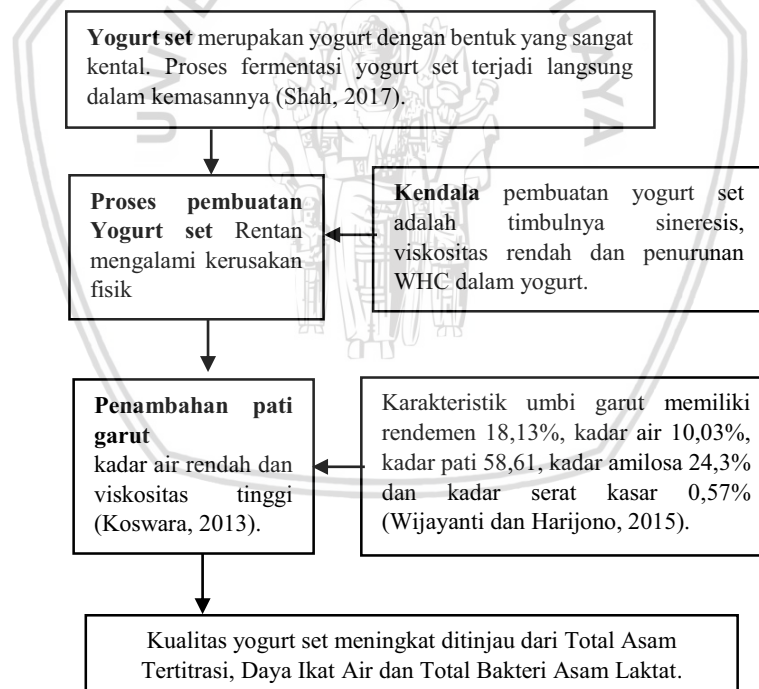 Yogurt set merupakan yogurt dengan bentuk yang sangat
kental. Proses fermentasi yogurt set terjadi langsung
dalam kemasannya (Shah, 2017).
Proses pembuatan
Yogurt set Rentan
mengalami kerusakan
fisik
Kendala pembuatan yogurt set
adalah timbulnya sineresis,
viskositas rendah dan penurunan
WHC dalam yogurt.
Penambahan pati
garut
kadar air rendah dan
viskositas tinggi
(Koswara, 2013).
Karakteristik umbi garut memiliki
rendemen 18,13%, kadar air 10,03%,
kadar pati 58,61, kadar amilosa 24,3%
dan kadar serat kasar 0,57%
(Wijayanti dan Harijono, 2015).
Kualitas yogurt set meningkat ditinjau dari Total Asam
Tertitrasi, Daya Ikat Air dan Total Bakteri Asam Laktat.